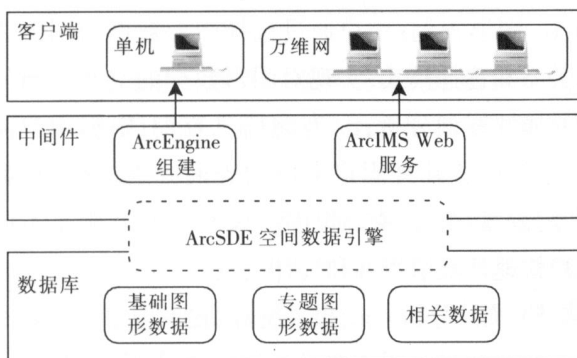 客户端
单机
万维网
中间件
ArcEngine
组建
ArcIMS Web
服务
ArcSDE 空间数据引擎
数据库
基础图
形数据
专题图
形数据
相关数据